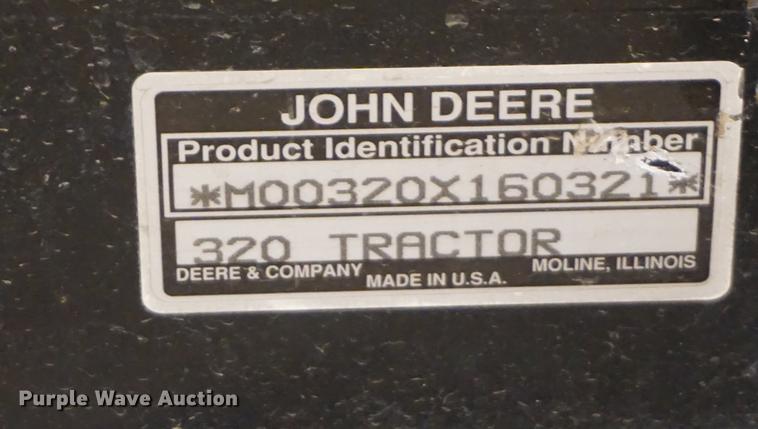 JOHN DEERE
Product Identification Number
*M00320X160321*
320 TRACTOR
DEERE & COMPANY MADE IN U.S.A. MOLINE, ILLINOIS
Purple Wave Auction